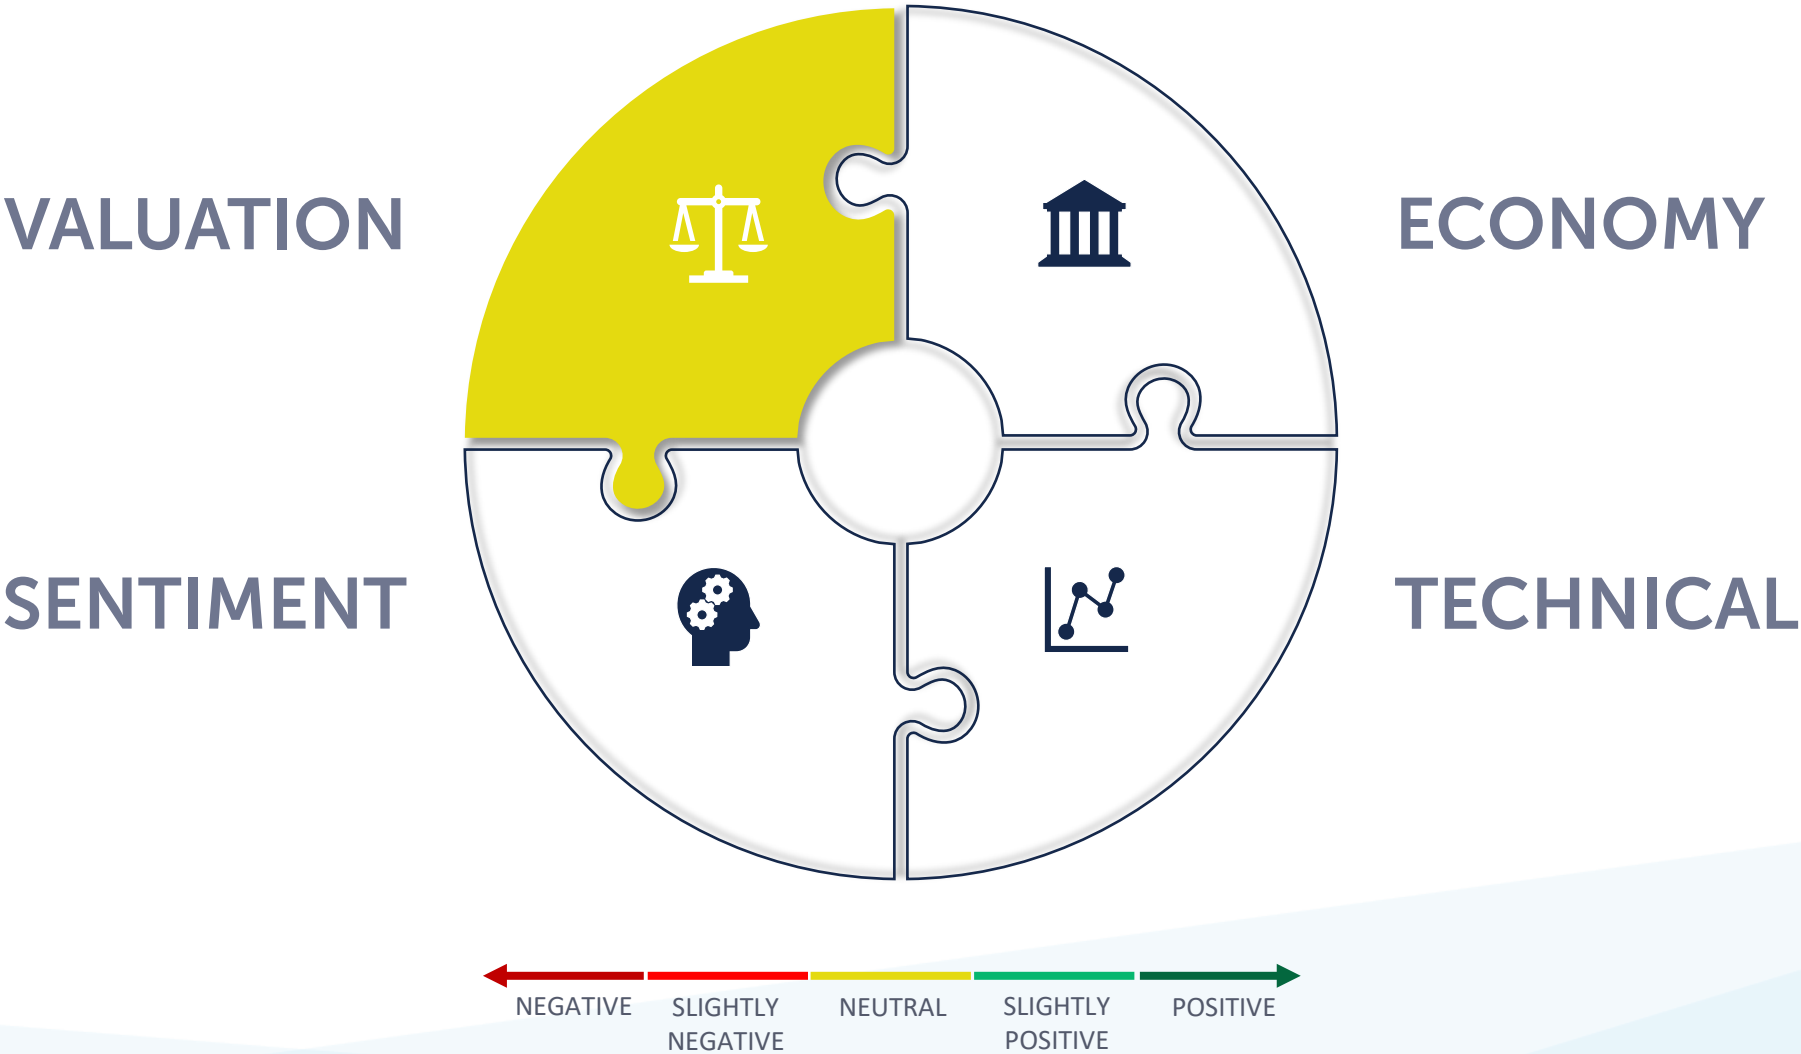 VALUATION
ECONOMY
SENTIMENT
TECHNICAL
NEGATIVE
SLIGHTLY
NEGATIVE
NEUTRAL
SLIGHTLY
POSITIVE
POSITIVE